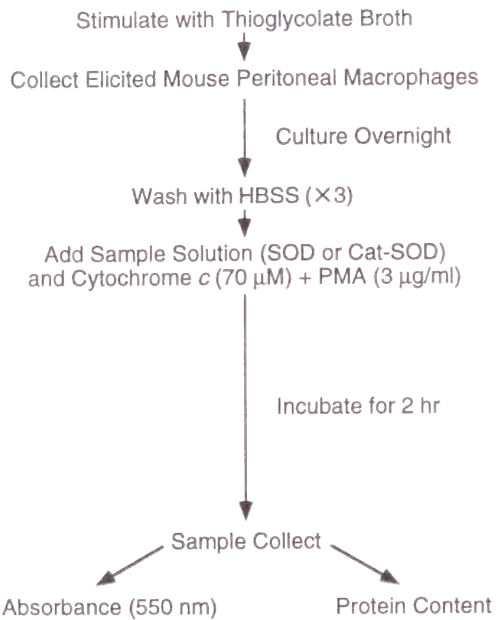 Stimulate with Thioglycolate Broth
Collect Elicited Mouse Peritoneal Macrophages
Culture Overnight
Wash with HBSS (×3)
Add Sample Solution (SOD or Cat-SOD)
and Cytochrome c (70 μM) + PMA (3 μg/ml)
Incubate for 2 hr
Sample Collect
Absorbance (550 nm)
Protein Content